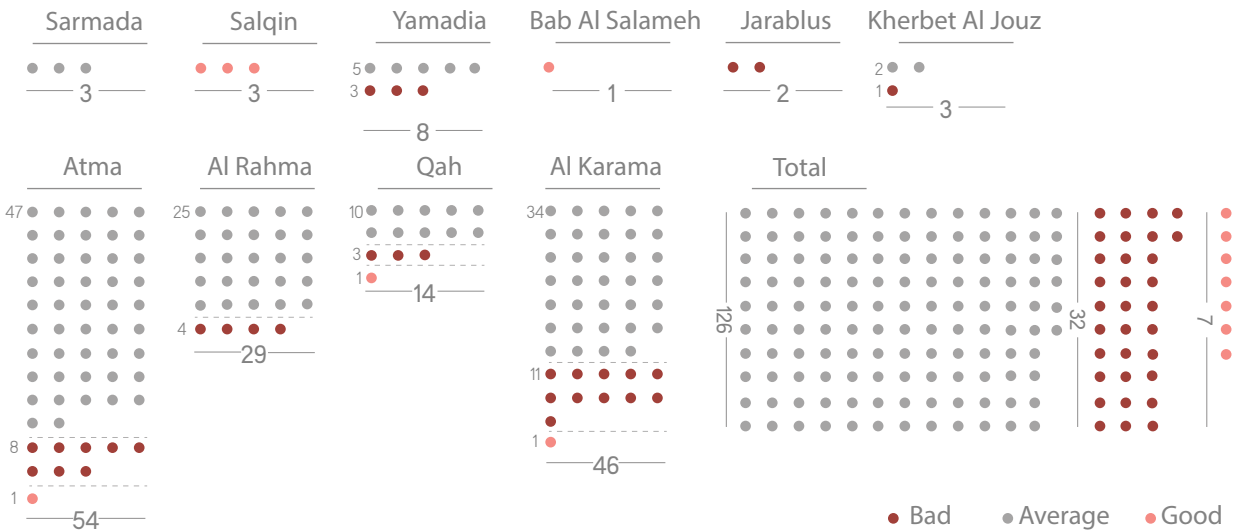 Sarmada
3
Salqin
3
Yamadia
5
3
8
Bab Al Salameh
1
Jarablus
2
Kherbet Al Jouz
2
1
3
Atma
47
8
1
54
Al Rahma
25
4
29
Qah
10
3
1
14
Al Karama
34
11
1
46
Total
126
32
7
Bad
Average
Good